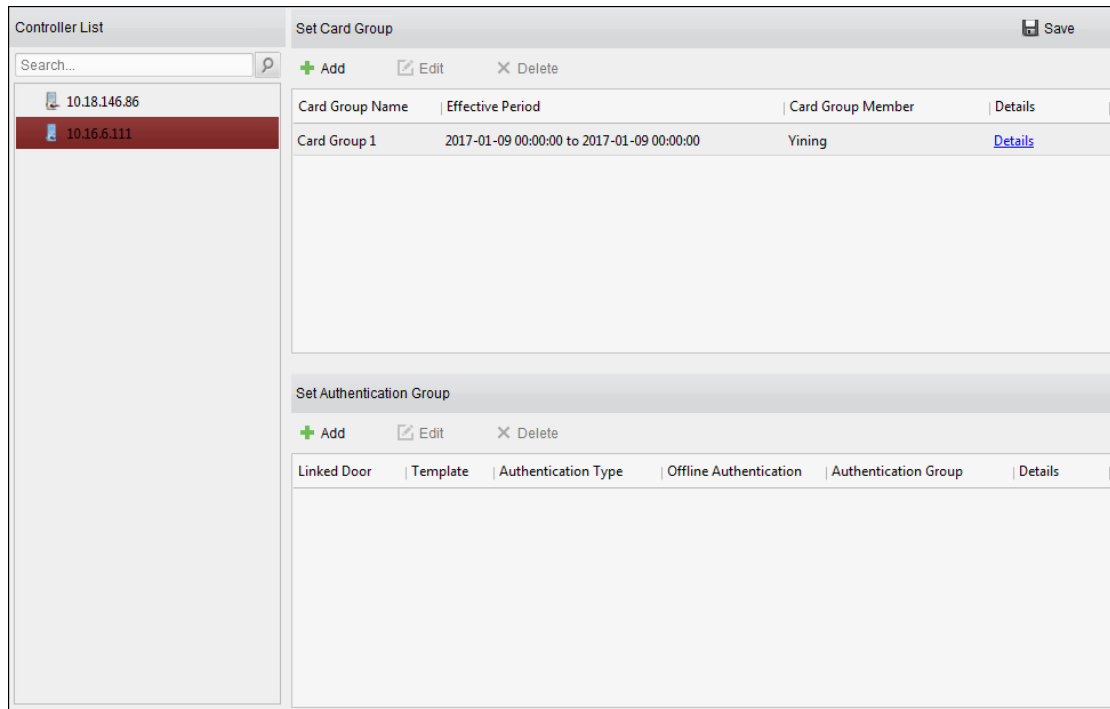 Controller List
Search...
10.18.146.86
10.16.6.111
Set Card Group Save
Add Edit Delete
Card Group Name Effective Period Card Group Member Details
Card Group 1 2017-01-09 00:00:00 to 2017-01-09 00:00:00 Yining Details
Set Authentication Group
Add Edit Delete
Linked Door Template Authentication Type Offline Authentication Authentication Group Details